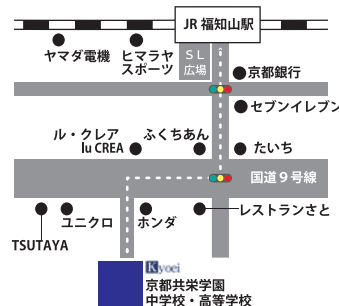 JR 福知山駅
ヤマダ電機
ヒマラヤ
スポーツ
SL
広場
京都銀行
セブンイレブン
ル・クレア
lu CREA
ふくちあん
たいち
国道9号線
TSUTAYA
ユニクロ
ホンダ
レストランさと
Kyoei
京都共栄学園
中学校・高等学校